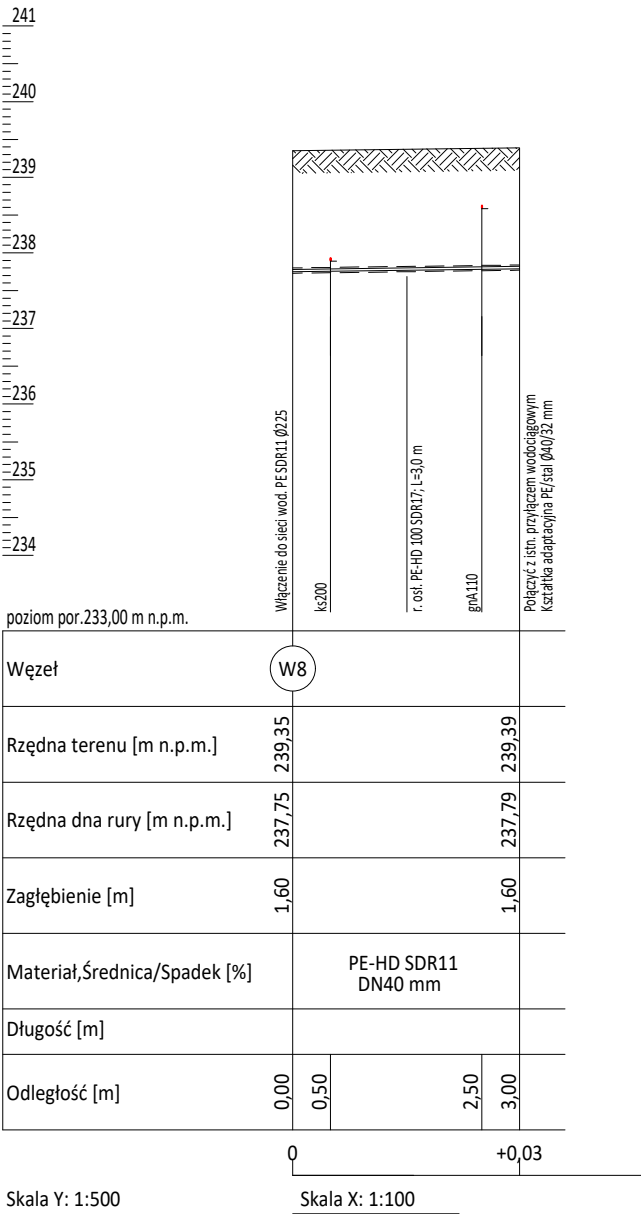 241
240
239
238
237
236
235
234
Włączenie do sieci wod. PESDR11 Ø225
ks200
r. osł. PE-HD 100 SDR17; L=3,0 m
gnA110
Połączyć z istn. przyłączem wodociągowym
Kształtka adaptacyjna PE/stal Ø40/32 mm
poziom por.233,00 m n.p.m.
Węzeł
W8
Rzędna terenu [m n.p.m.]
239,35
239,39
Rzędna dna rury [m n.p.m.]
237,75
237,79
Zagłębienie [m]
1,60
1,60
Materiał,Średnica/Spadek [%]
PE-HD SDR11
DN40 mm
Długość [m]
Odległość [m]
0,00
0,50
2,50
3,00
0
+0,03
Skala Y: 1:500
Skala X: 1:100